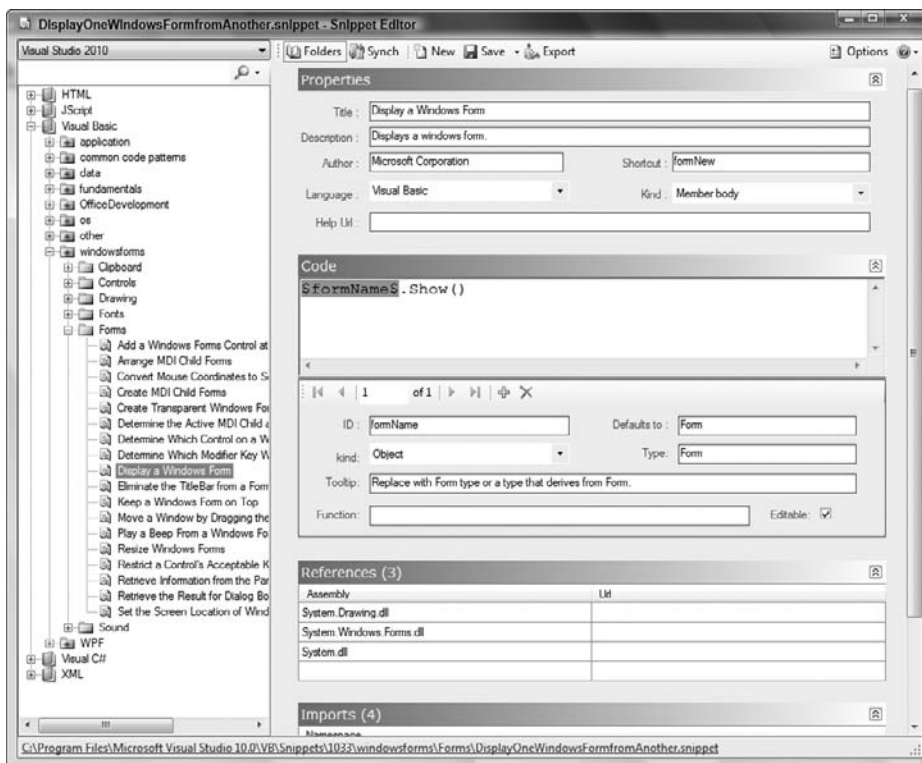 DisplayOneWindowsFormfromAnother.snippet - Snippet Editor
Visual Studio 2010
Folders Synch New Save Export Options
HTML
JScript
Visual Basic
application
common code patterns
data
fundamentals
OfficeDevelopment
os
other
windowsforms
Clipboard
Controls
Drawing
Fonts
Forms
Add a Windows Forms Control at
Arrange MDI Child Forms
Convert Mouse Coordinates to S
Create MDI Child Forms
Create Transparent Windows For
Determine the Active MDI Child a
Determine Which Control on a W
Determine Which Modifier Key W
Display a Windows Form
Eliminate the TitleBar from a Form
Keep a Windows Form on Top
Move a Window by Dragging the
Play a Beep From a Windows Fo
Resize Windows Forms
Restrict a Control's Acceptable K
Retrieve Information from the Par
Retrieve the Result for Dialog Bo
Set the Screen Location of Wind
Sound
WPF
Visual C#
XML
Properties
Title : Display a Windows Form
Description : Displays a windows form.
Author : Microsoft Corporation Shortcut : formNew
Language : Visual Basic Kind : Member body
Help Url :
Code
$formName$.Show()
1 of 1
ID : formName Defaults to : Form
kind: Object Type: Form
Tooltip: Replace with Form type or a type that derives from Form.
Function: Editable:
References (3)
Assembly Url
System.Drawing.dll
System.Windows.Forms.dll
System.dll
Imports (4)
Namespace
C:\Program Files\Microsoft Visual Studio 10.0\VB\Snippets\1033\windowsforms\Forms\DisplayOneWindowsFormfromAnother.snippet